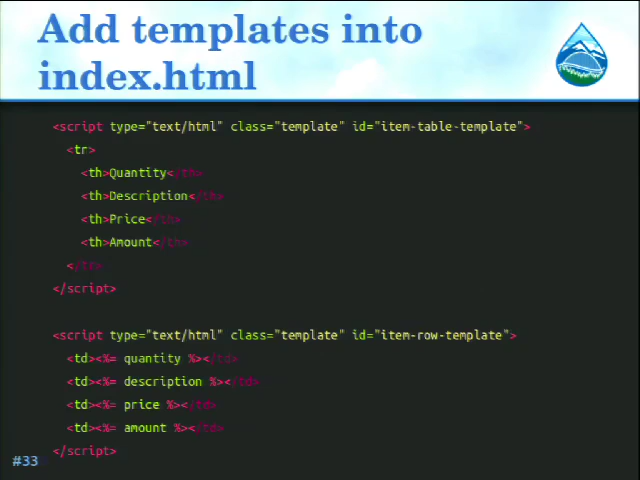 Add templates into
index.html
<script type="text/html" class="template" id="item-table-template">
<tr>
<th>Quantity</th>
<th>Description</th>
<th>Price</th>
<th>Amount</th>
</tr>
</script>
<script type="text/html" class="template" id="item-row-template">
<td><%= quantity %></td>
<td><%= description %></td>
<td><%= price %></td>
<td><%= amount %></td>
</script>
#33